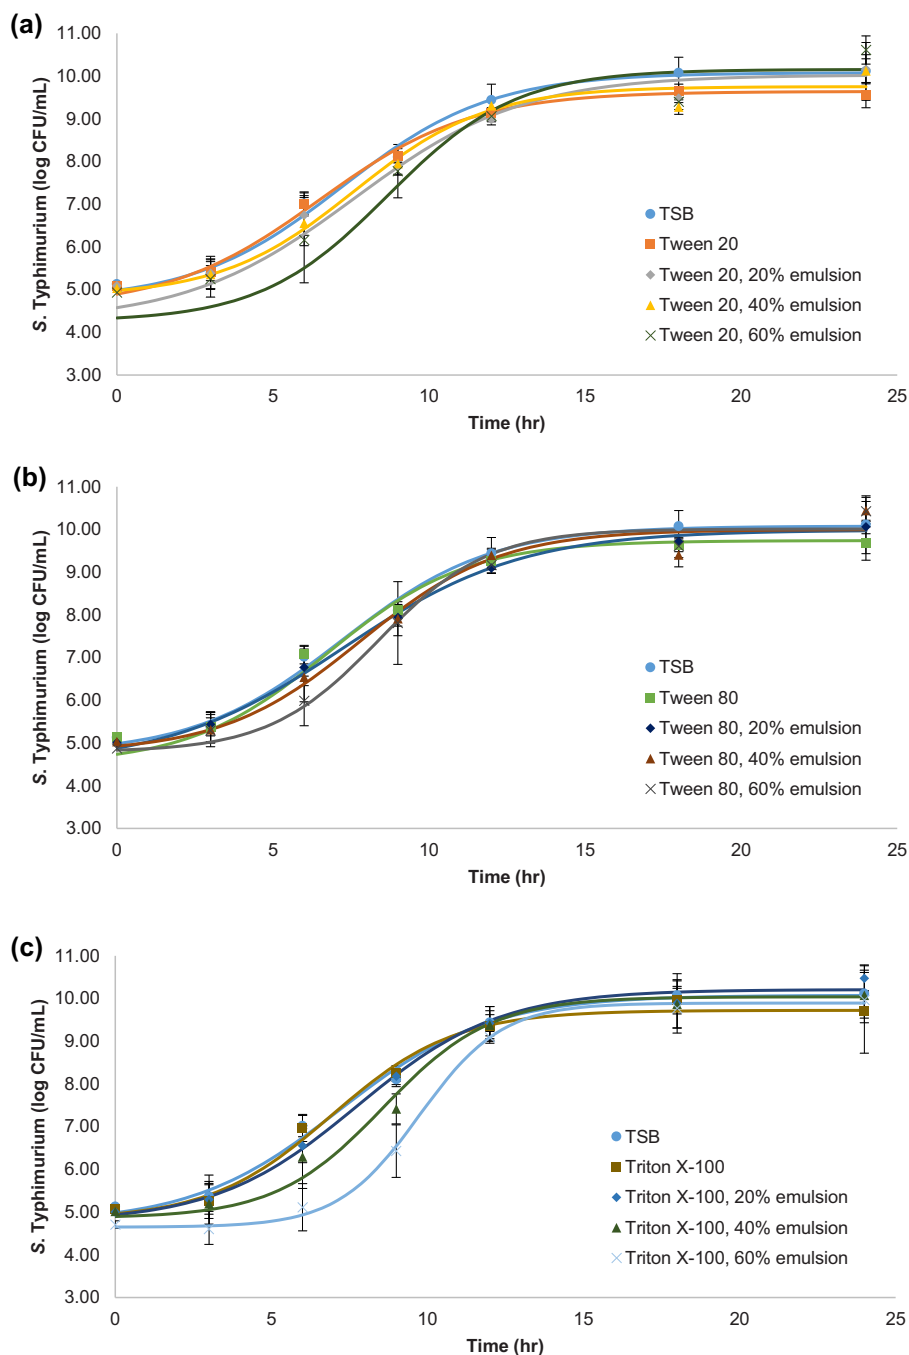 (a)
11.00
10.00
9.00
8.00
7.00
6.00
5.00
4.00
3.00
S. Typhimurium (log CFU/mL)
TSB
Tween 20
Tween 20, 20% emulsion
Tween 20, 40% emulsion
Tween 20, 60% emulsion
0 5 10 15 20 25
Time (hr)
(b)
11.00
10.00
9.00
8.00
7.00
6.00
5.00
4.00
3.00
S. Typhimurium (log CFU/mL)
TSB
Tween 80
Tween 80, 20% emulsion
Tween 80, 40% emulsion
Tween 80, 60% emulsion
0 5 10 15 20 25
Time (hr)
(c)
11.00
10.00
9.00
8.00
7.00
6.00
5.00
4.00
3.00
S. Typhimurium (log CFU/mL)
TSB
Triton X-100
Triton X-100, 20% emulsion
Triton X-100, 40% emulsion
Triton X-100, 60% emulsion
0 5 10 15 20 25
Time (hr)